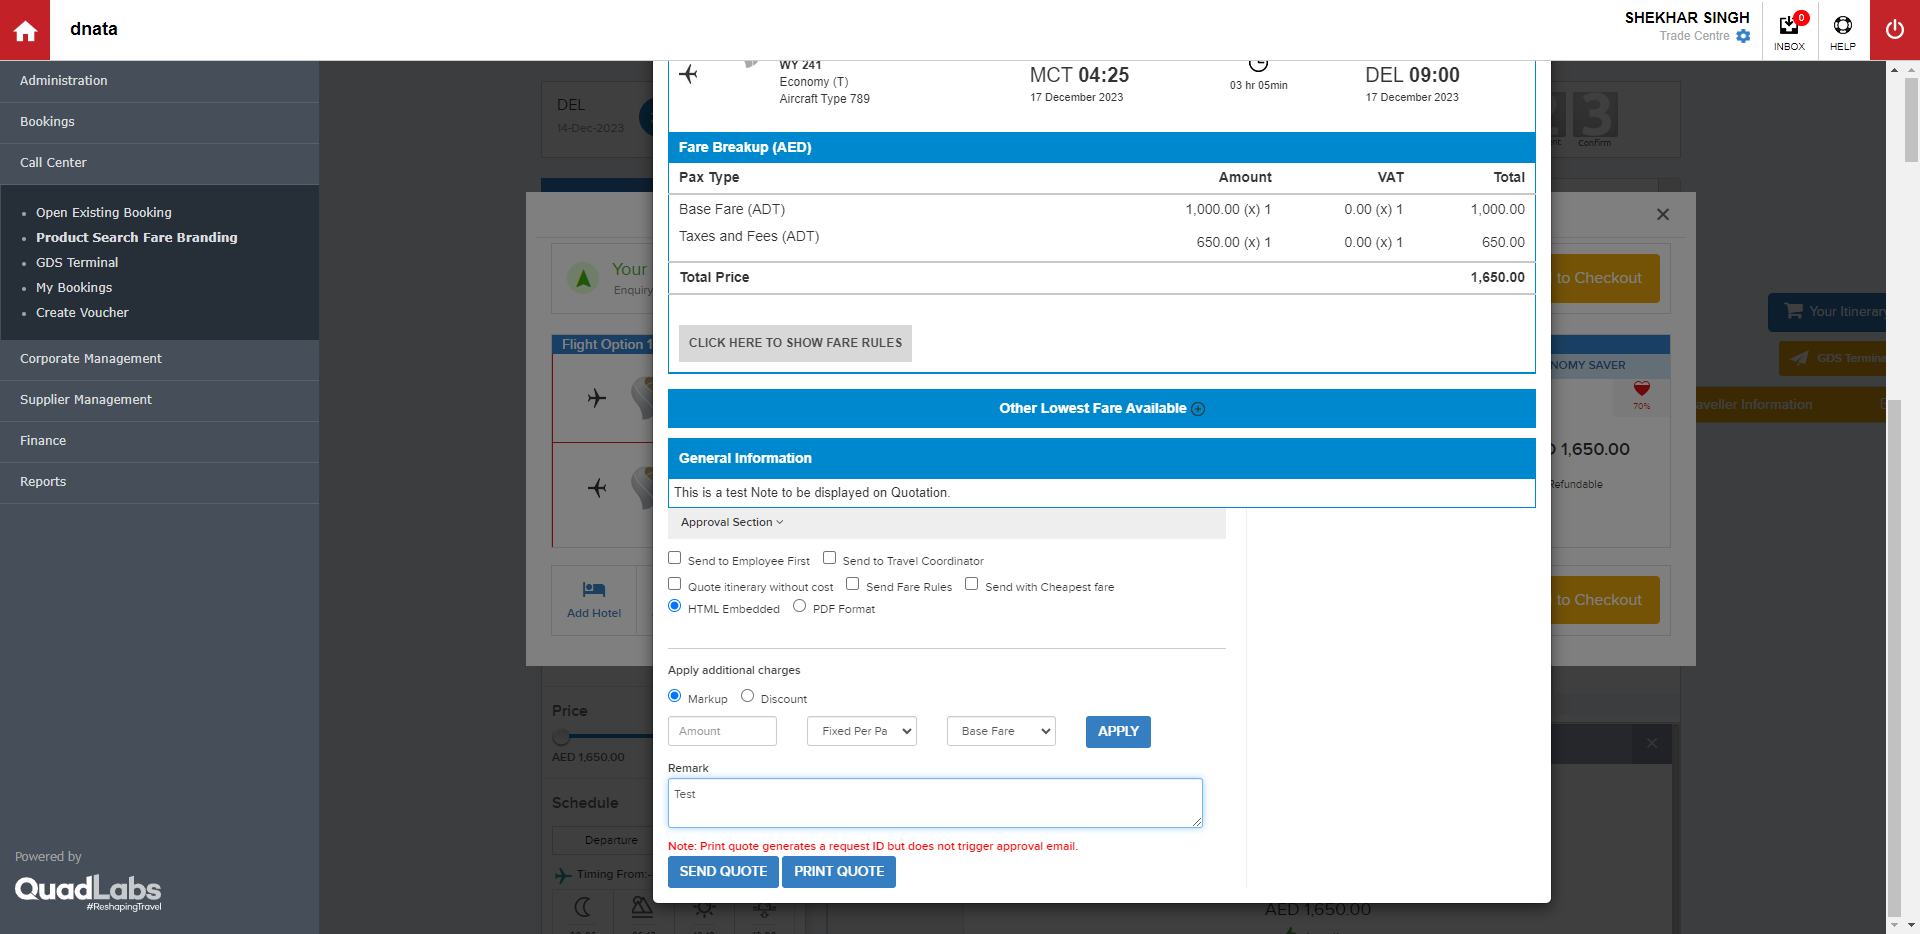 dnata
SHEKHAR SINGH
Trade Centre
0
INBOX
HELP
Administration
Bookings
Call Center
Open Existing Booking
Product Search Fare Branding
GDS Terminal
My Bookings
Create Voucher
Corporate Management
Supplier Management
Finance
Reports
Powered by
QuadLabs
#ReshapingTravel
DEL
14-Dec-2023
3
Confirm
Your
Enquiry
to Checkout
Your Itinerary
Flight Option 1
ECONOMY SAVER
70%
1,650.00
Refundable
Traveller Information
Add Hotel
to Checkout
Price
AED 1,650.00
Schedule
Departure
Timing From:-
AED 1,650.00
WY 241
Economy (T)
Aircraft Type 789
MCT 04:25
17 December 2023
03 hr 05min
DEL 09:00
17 December 2023
Fare Breakup (AED)
Pax Type Amount VAT Total
Base Fare (ADT) 1,000.00 (x) 1 0.00 (x) 1 1,000.00
Taxes and Fees (ADT) 650.00 (x) 1 0.00 (x) 1 650.00
Total Price 1,650.00
CLICK HERE TO SHOW FARE RULES
Other Lowest Fare Available
General Information
This is a test Note to be displayed on Quotation.
Approval Section
Send to Employee First Send to Travel Coordinator
Quote itinerary without cost Send Fare Rules Send with Cheapest fare
HTML Embedded PDF Format
Apply additional charges
Markup Discount
Amount Fixed Per Pa Base Fare APPLY
Remark
Test
Note: Print quote generates a request ID but does not trigger approval email.
SEND QUOTE PRINT QUOTE